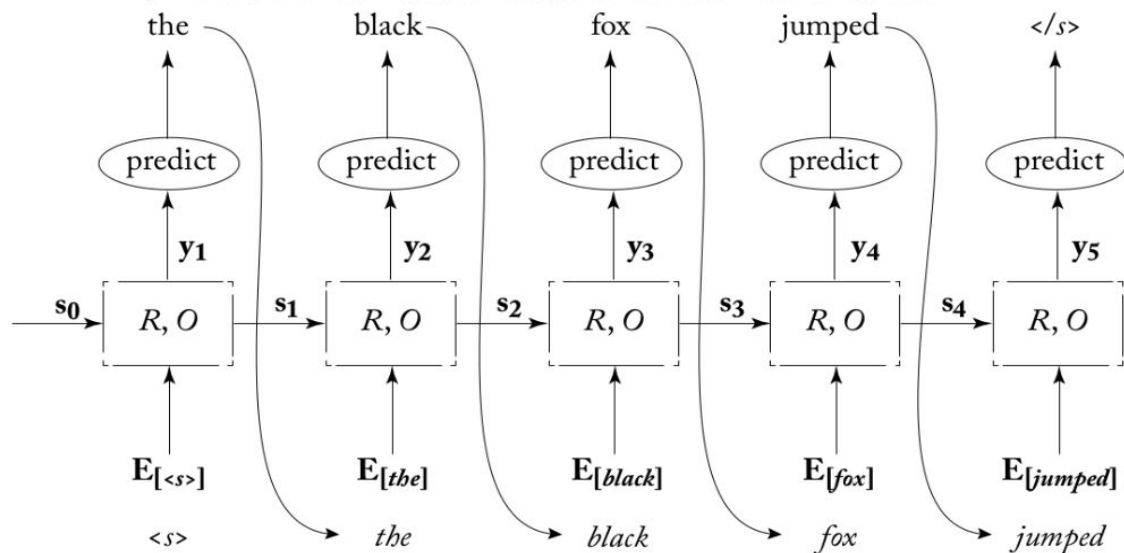 the black fox jumped </s>
predict predict predict predict predict
y1 y2 y3 y4 y5
s0 R, O s1 R, O s2 R, O s3 R, O s4 R, O
E[<s>] E[the] E[black] E[fox] E[jumped]
<s> the black fox jumped